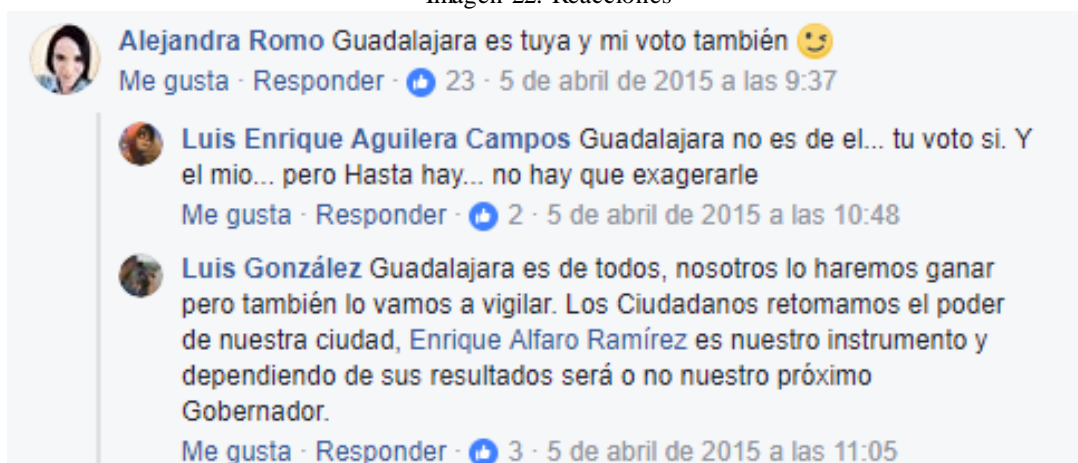 Imagen 22. Reacciones
Alejandra Romo Guadalajara es tuya y mi voto también 😉
Me gusta · Responder · 23 · 5 de abril de 2015 a las 9:37
Luis Enrique Aguilera Campos Guadalajara no es de el... tu voto si. Y
el mio... pero Hasta hay... no hay que exagerarle
Me gusta · Responder · 2 · 5 de abril de 2015 a las 10:48
Luis González Guadalajara es de todos, nosotros lo haremos ganar
pero también lo vamos a vigilar. Los Ciudadanos retomamos el poder
de nuestra ciudad, Enrique Alfaro Ramírez es nuestro instrumento y
dependiendo de sus resultados será o no nuestro próximo
Gobernador.
Me gusta · Responder · 3 · 5 de abril de 2015 a las 11:05